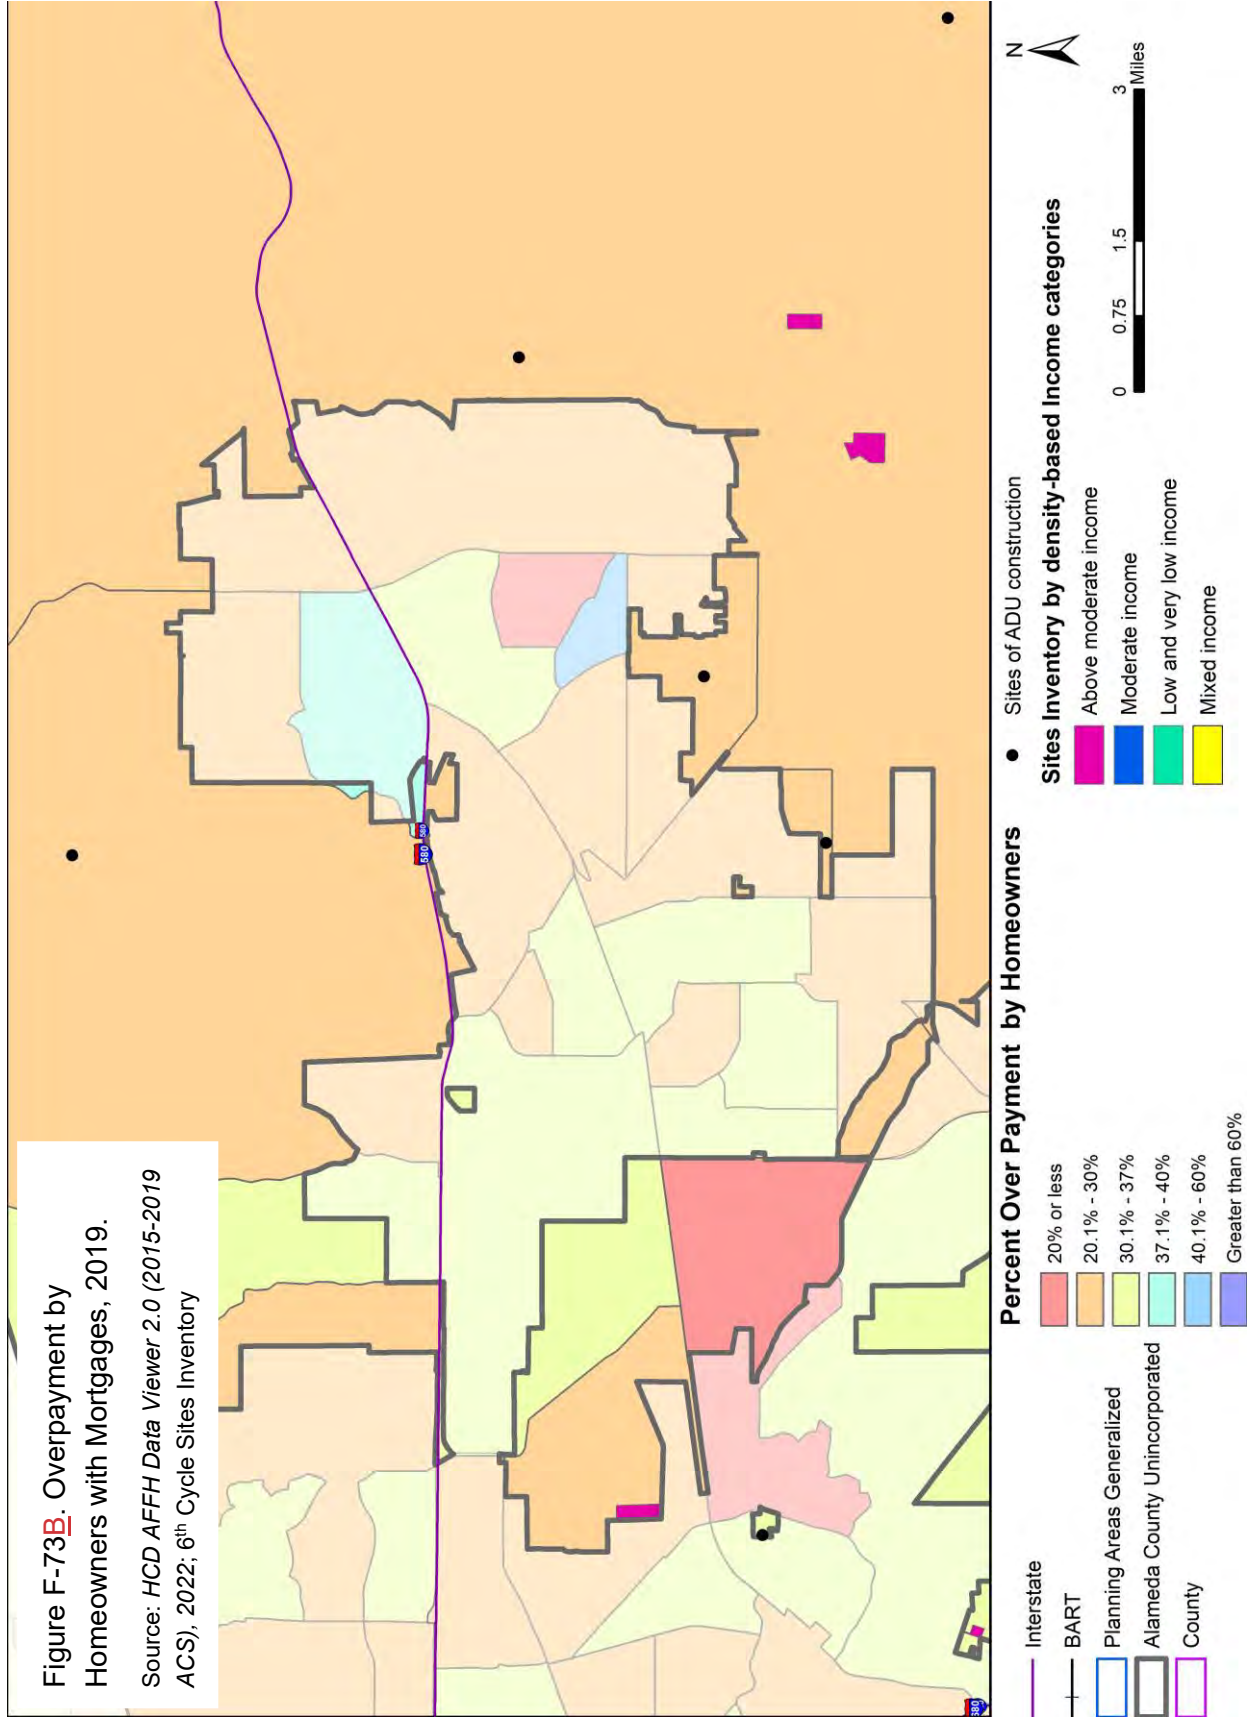 Figure F-73B. Overpayment by
Homeowners with Mortgages, 2019.
Source: HCD AFFH Data Viewer 2.0 (2015-2019
ACS), 2022; 6th Cycle Sites Inventory
580
580
680
Interstate
BART
Planning Areas Generalized
Alameda County Unincorporated
County
Percent Over Payment by Homeowners
20% or less
20.1% - 30%
30.1% - 37%
37.1% - 40%
40.1% - 60%
Greater than 60%
Sites of ADU construction
Sites Inventory by density-based Income categories
Above moderate income
Moderate income
Low and very low income
Mixed income
0 0.75 1.5 3
Miles
N